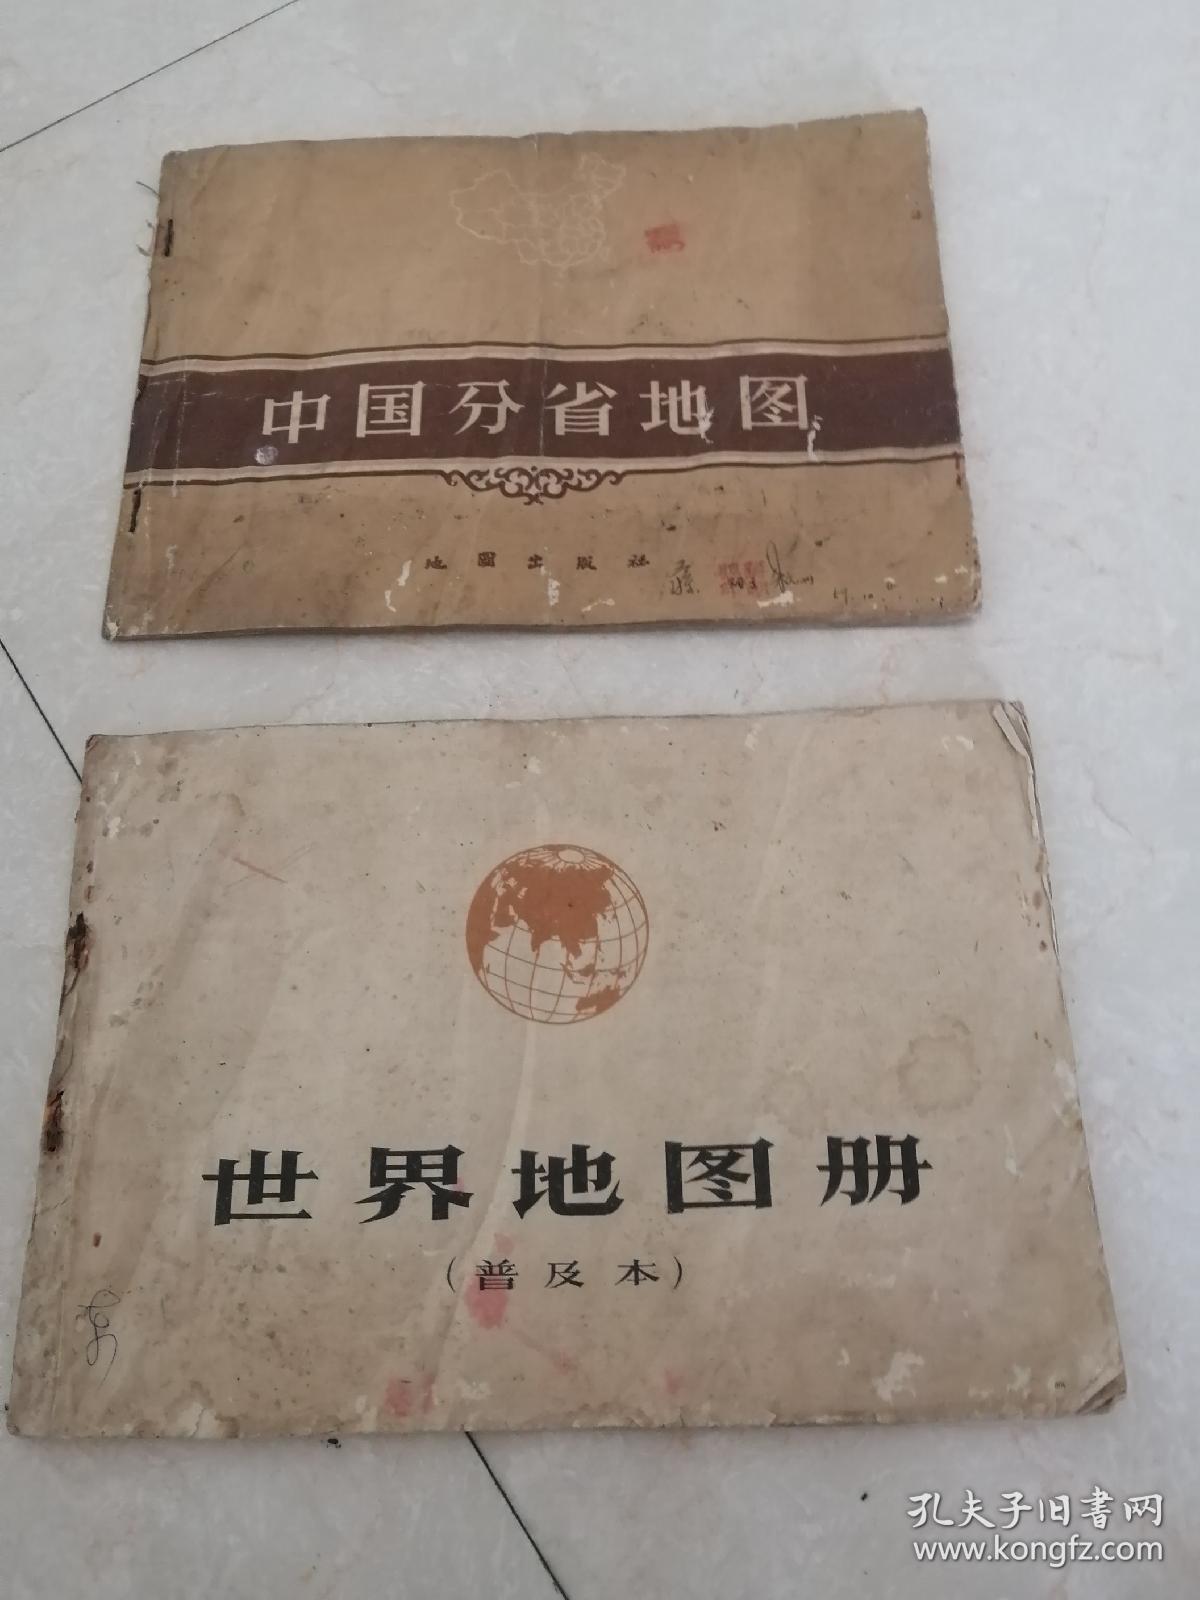 中国分省地图
地图出版社
世界地图册
(普及本)
孔夫子旧书网
www.kongfz.com